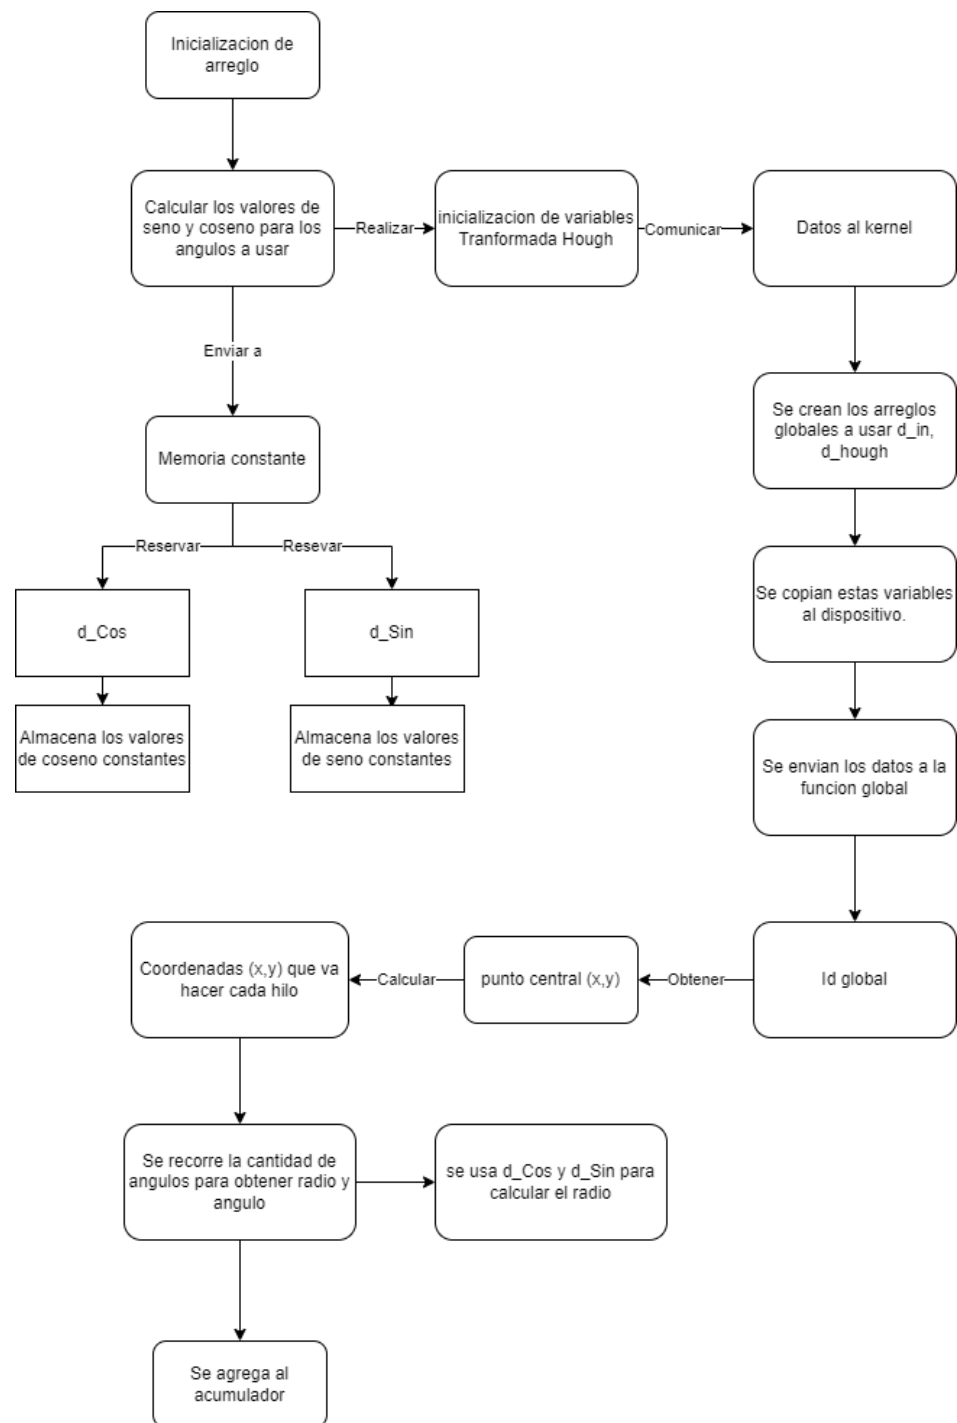 Inicializacion de
arreglo
Calcular los valores de
seno y coseno para los
angulos a usar
Realizar
inicializacion de variables
Tranformada Hough
Comunicar
Datos al kernel
Enviar a
Se crean los arreglos
globales a usar d_in,
d_hough
Memoria constante
Reservar
Resevar
Se copian estas variables
al dispositivo.
d_Cos
d_Sin
Almacena los valores
de coseno constantes
Almacena los valores
de seno constantes
Se envian los datos a la
funcion global
Id global
Obtener
punto central (x,y)
Calcular
Coordenadas (x,y) que va
hacer cada hilo
Se recorre la cantidad de
angulos para obtener radio y
angulo
se usa d_Cos y d_Sin para
calcular el radio
Se agrega al
acumulador